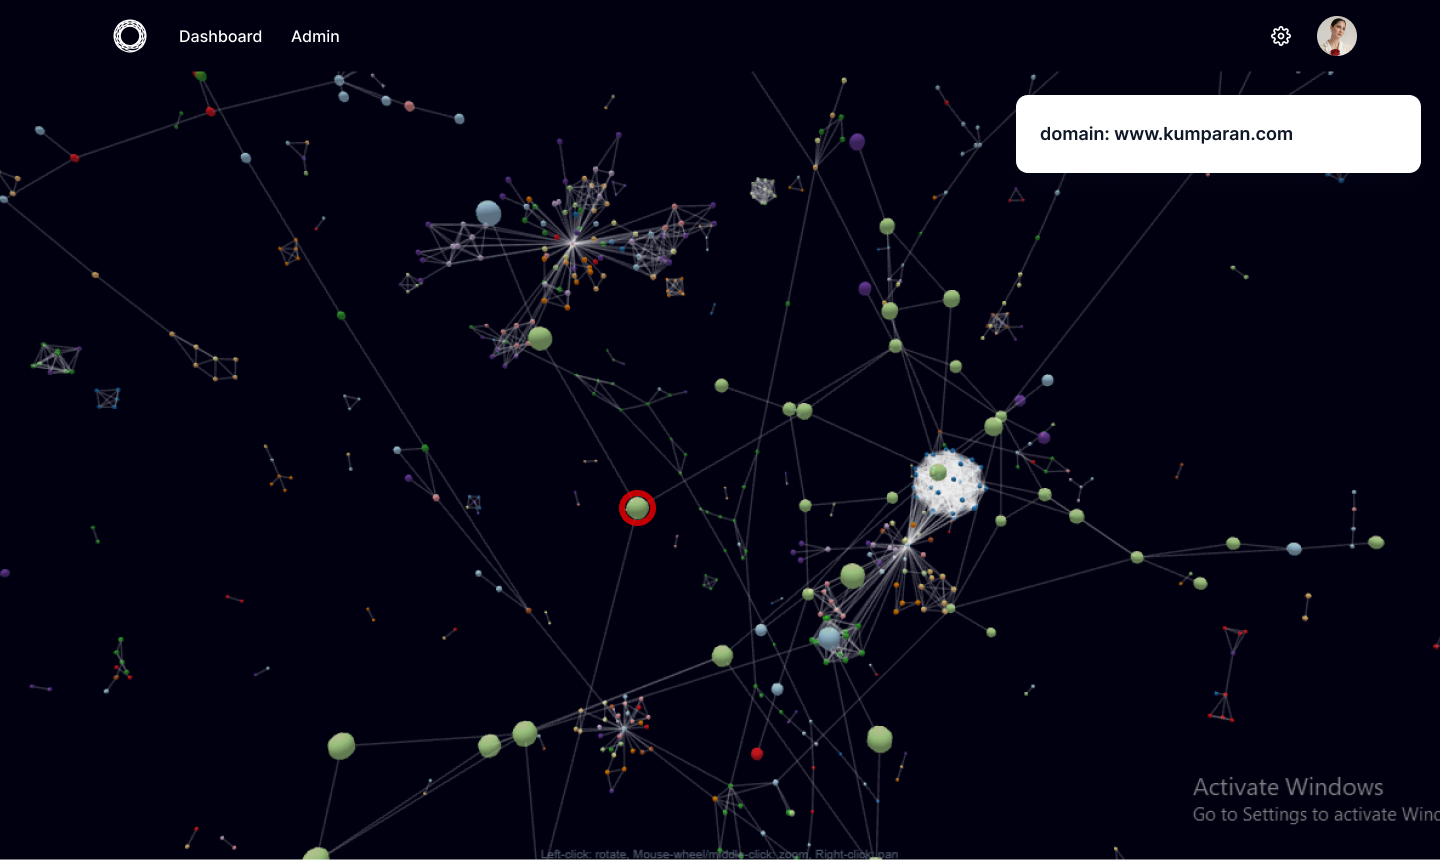 Dashboard Admin
domain: www.kumparan.com
Activate Windows
Go to Settings to activate Wind
Left-click: rotate, Mouse-wheel/middle-click: zoom, Right-click: pan